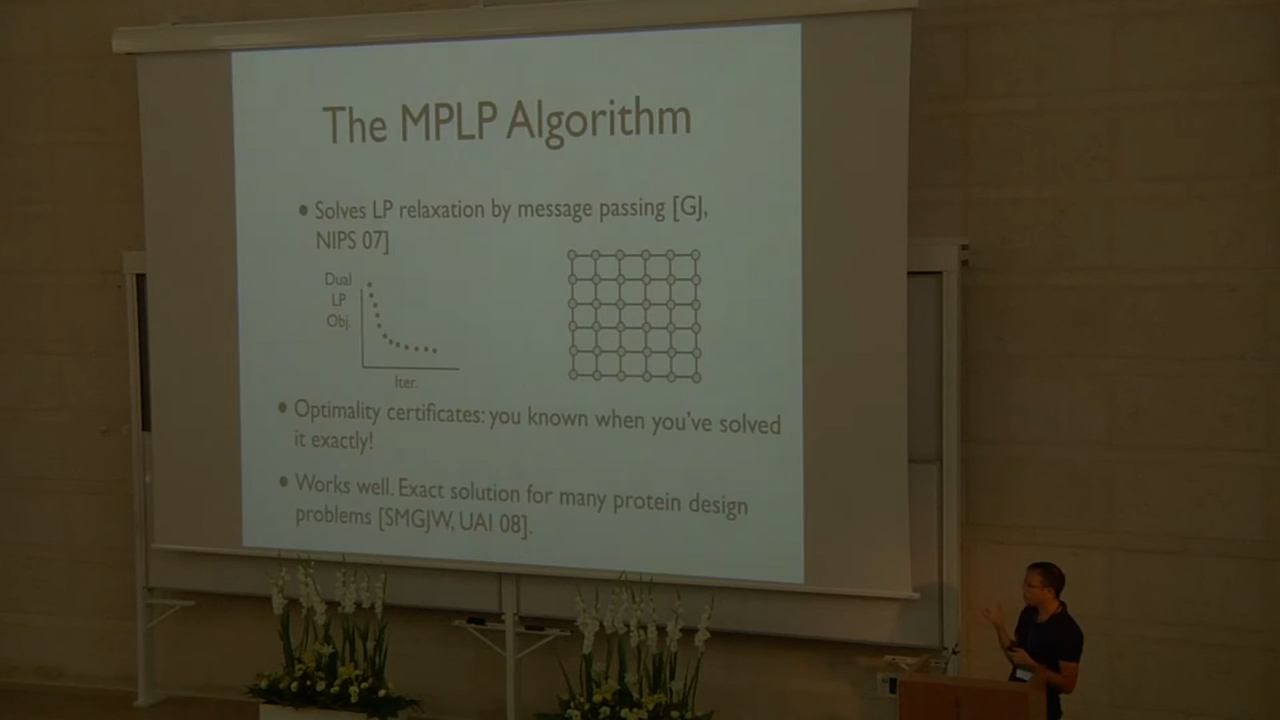 The MPLP Algorithm
• Solves LP relaxation by message passing [GJ,
NIPS 07]
Dual
LP
Obj.
Iter.
• Optimality certificates: you known when you've solved
it exactly!
• Works well. Exact solution for many protein design
problems [SMGJW, UAI 08].